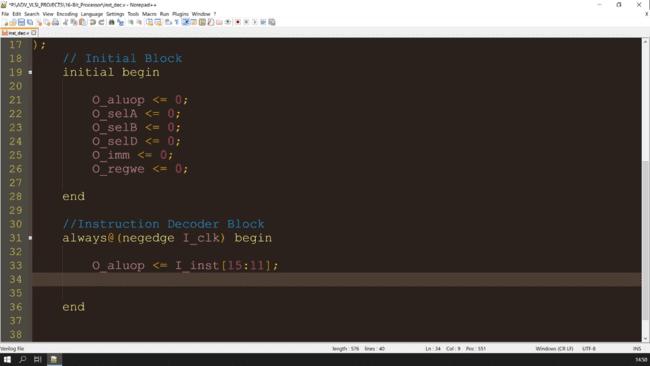 *F:\ADV_VLSI_PROJECTS\16-Bit_Processor\inst_dec.v - Notepad++
File Edit Search View Encoding Language Settings Tools Macro Run Plugins Window ?
inst_dec.v
17 );
18 // Initial Block
19 initial begin
20
21 O_aluop <= 0;
22 O_selA <= 0;
23 O_selB <= 0;
24 O_selD <= 0;
25 O_imm <= 0;
26 O_regwe <= 0;
27
28 end
29
30 //Instruction Decoder Block
31 always@(negedge I_clk) begin
32
33 O_aluop <= I_inst[15:11];
34
35
36 end
37
38
Verilog file length : 576 lines : 40 Ln : 34 Col : 9 Pos : 551 Windows (CR LF) UTF-8 INS
14:50